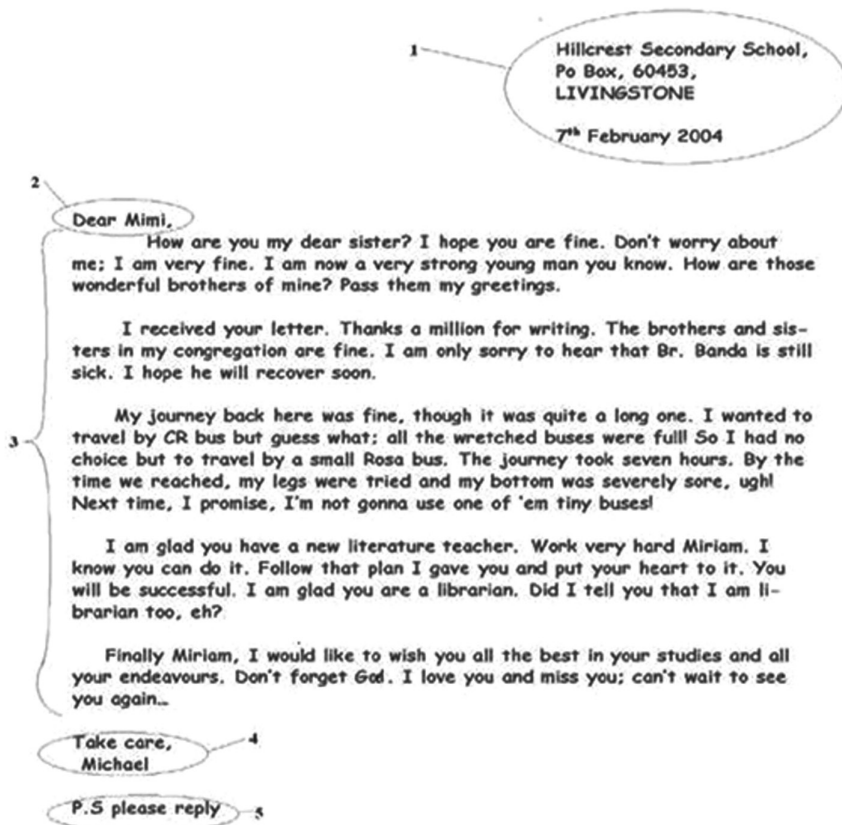 1
Hillcrest Secondary School,
Po Box, 60453,
LIVINGSTONE
7th February 2004
2
Dear Mimi,
How are you my dear sister? I hope you are fine. Don't worry about
me; I am very fine. I am now a very strong young man you know. How are those
wonderful brothers of mine? Pass them my greetings.
I received your letter. Thanks a million for writing. The brothers and sis-
ters in my congregation are fine. I am only sorry to hear that Br. Banda is still
sick. I hope he will recover soon.
My journey back here was fine, though it was quite a long one. I wanted to
3
travel by CR bus but guess what; all the wretched buses were full! So I had no
choice but to travel by a small Rosa bus. The journey took seven hours. By the
time we reached, my legs were tried and my bottom was severely sore, ugh!
Next time, I promise, I'm not gonna use one of 'em tiny buses!
I am glad you have a new literature teacher. Work very hard Miriam. I
know you can do it. Follow that plan I gave you and put your heart to it. You
will be successful. I am glad you are a librarian. Did I tell you that I am li-
brarian too, eh?
Finally Miriam, I would like to wish you all the best in your studies and all
your endeavours. Don't forget God. I love you and miss you; can't wait to see
you again...
Take care,
4
Michael
P.S please reply
5